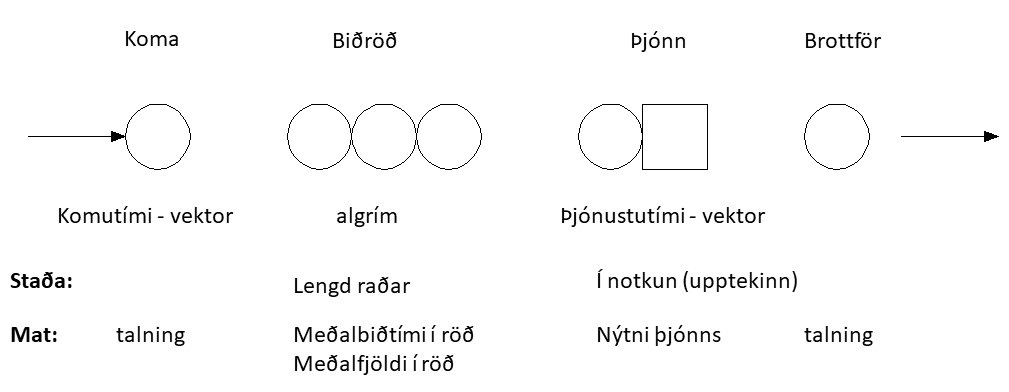 Koma Biðröð Þjónn Brottför
Komutími - vektor algrím Þjónustutími - vektor
Staða: Lengd raðar Í notkun (upptekinn)
Mat: talning Meðalbiðtími í röð Nýtni þjónns talning
Meðalfjöldi í röð